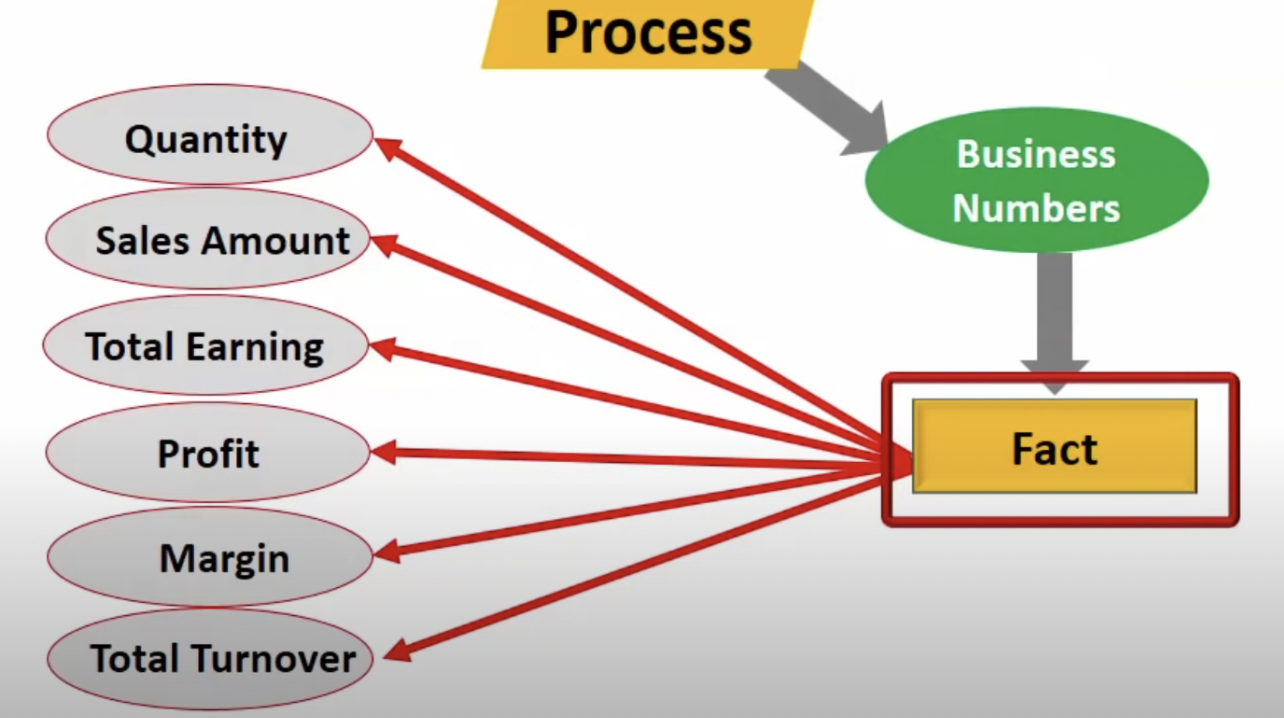 Process
Business
Numbers
Fact
Quantity
Sales Amount
Total Earning
Profit
Margin
Total Turnover